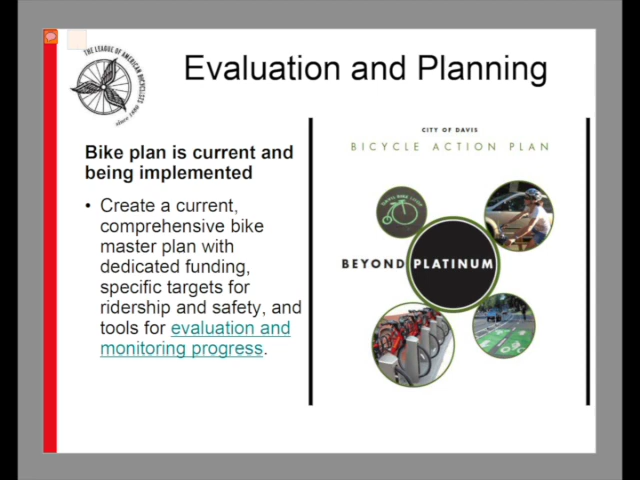 THE LEAGUE OF AMERICAN BICYCLISTS
since 1880
Evaluation and Planning
Bike plan is current and
being implemented
• Create a current,
comprehensive bike
master plan with
dedicated funding,
specific targets for
ridership and safety, and
tools for evaluation and
monitoring progress.
CITY OF DAVIS
BICYCLE ACTION PLAN
BEYOND PLATINUM